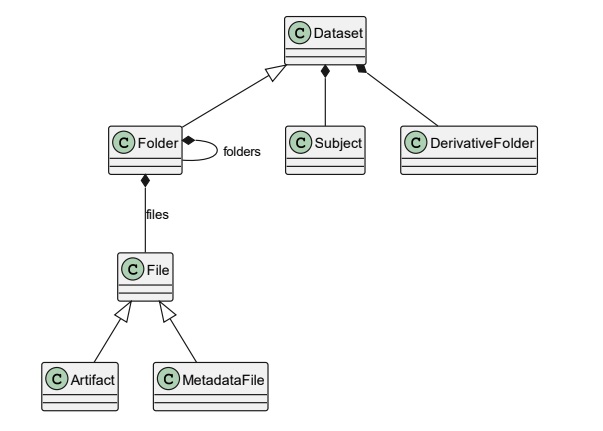 C Dataset
C Folder
folders
C Subject
C DerivativeFolder
files
C File
C Artifact
C MetadataFile